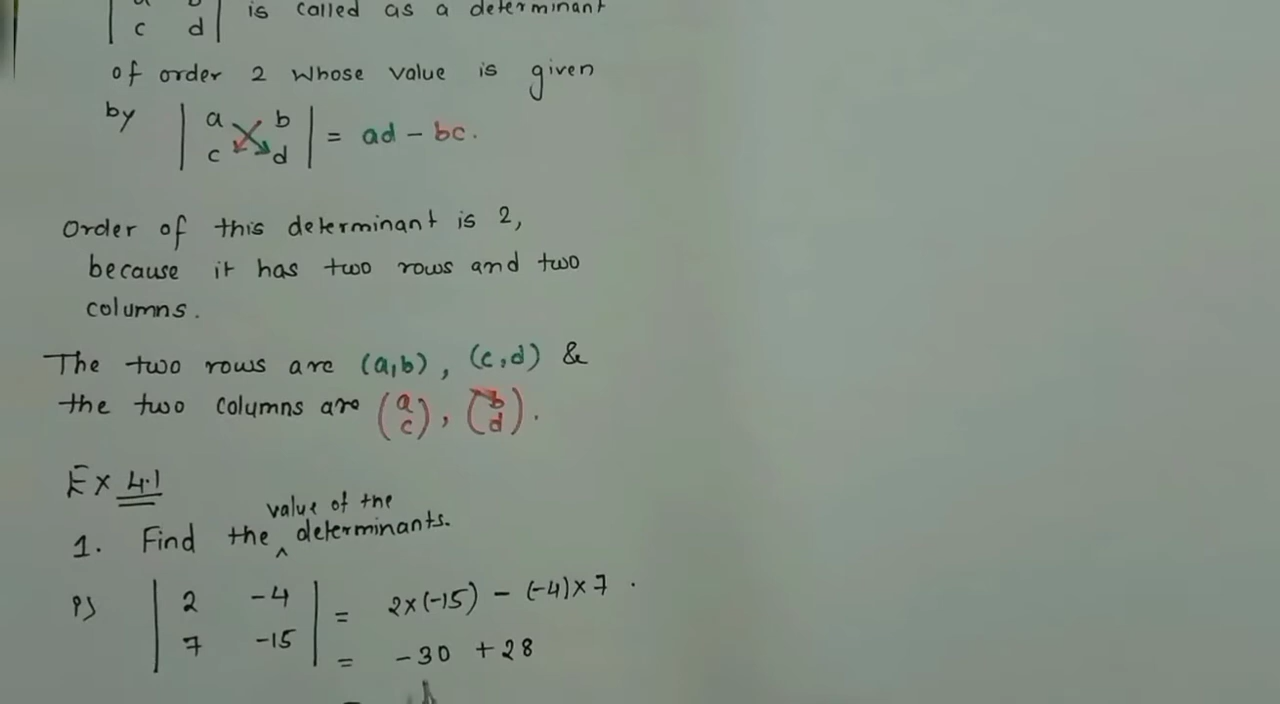 | a b | is called as a determinant
| c d |
of order 2 whose value is given
by | a b | = ad - bc.
| c d |
Order of this determinant is 2,
because it has two rows and two
columns.
The two rows are (a,b), (c,d) &
the two columns are (a c), (b d).
Ex 4.1
value of the
1. Find the ^ determinants.
| 2 -4 | = 2×(-15) - (-4)×7.
| 7 -15 | = -30 + 28